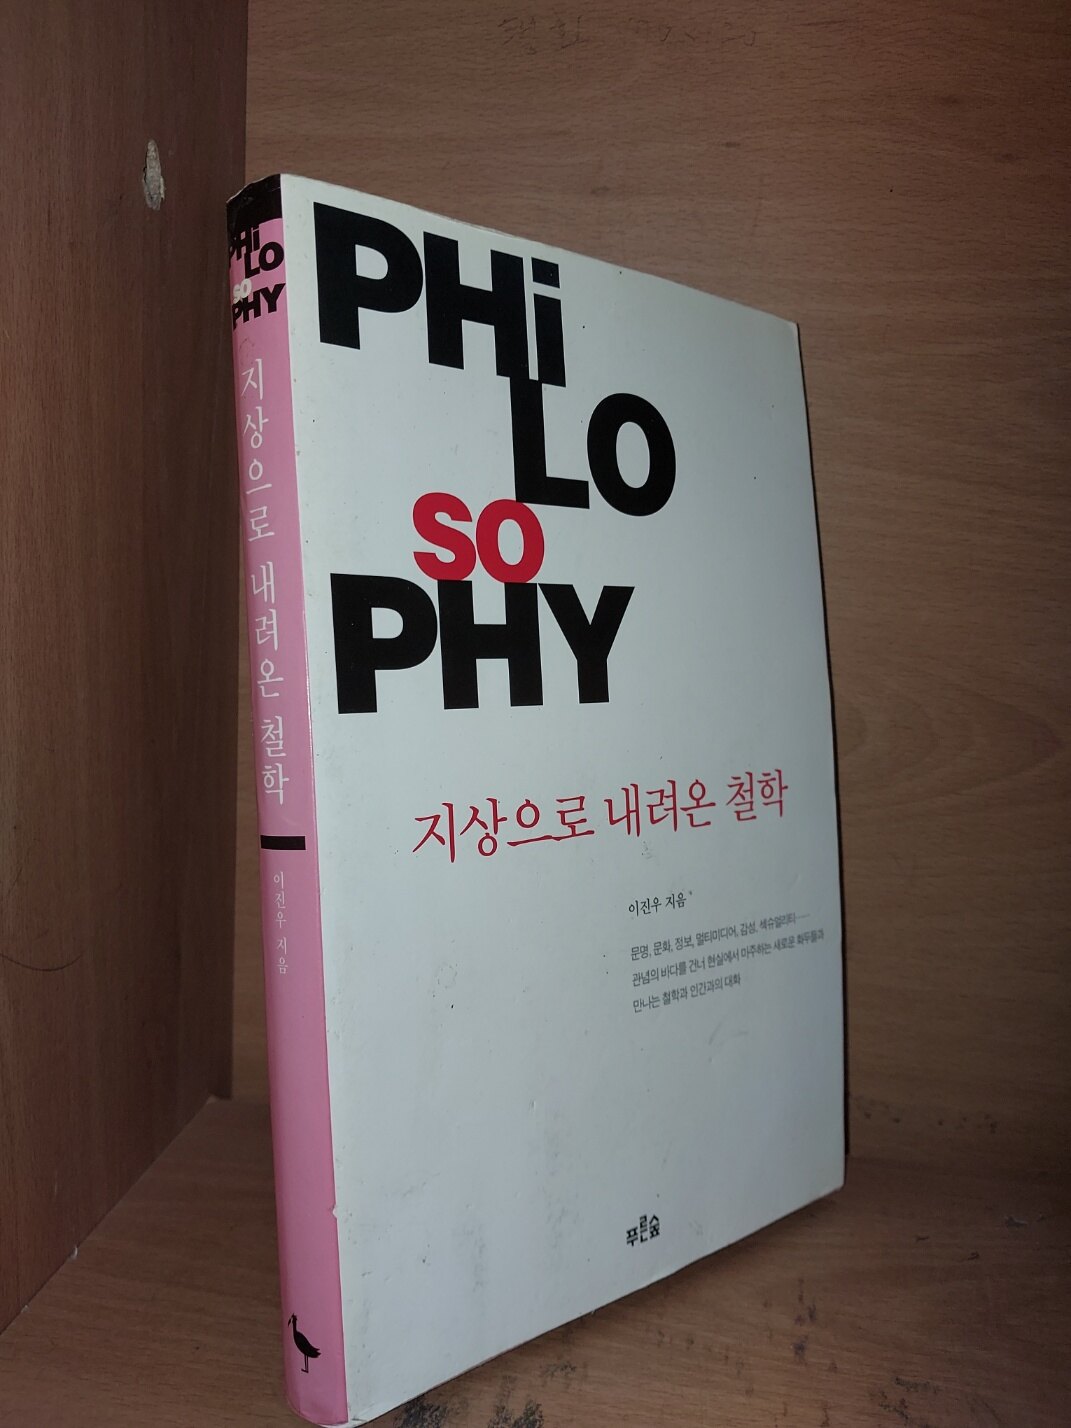 PHi
LO
so
PHY
지상으로 내려온 철학
이진우 지음
PHi
LO
SO
PHY
지상으로 내려온 철학
이진우 지음
문명, 문화, 정보, 멀티미디어, 감성, 섹슈얼리티……
관념의 바다를 건너 현실에서 마주하는 새로운 화두들과
만나는 철학과 인간과의 대화
푸른숲